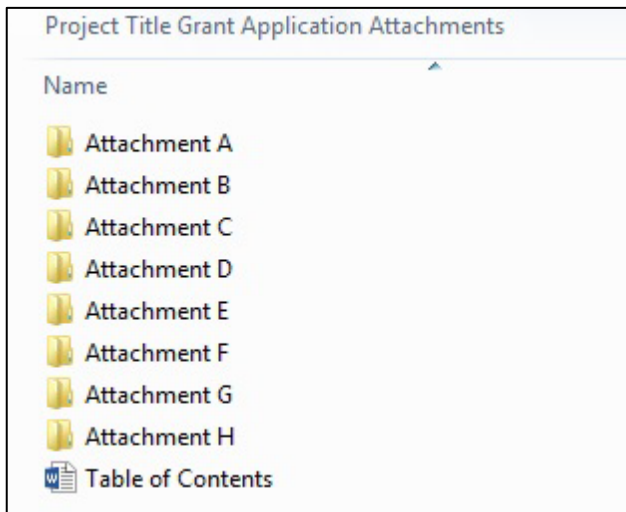 Project Title Grant Application Attachments
Name
Attachment A
Attachment B
Attachment C
Attachment D
Attachment E
Attachment F
Attachment G
Attachment H
Table of Contents